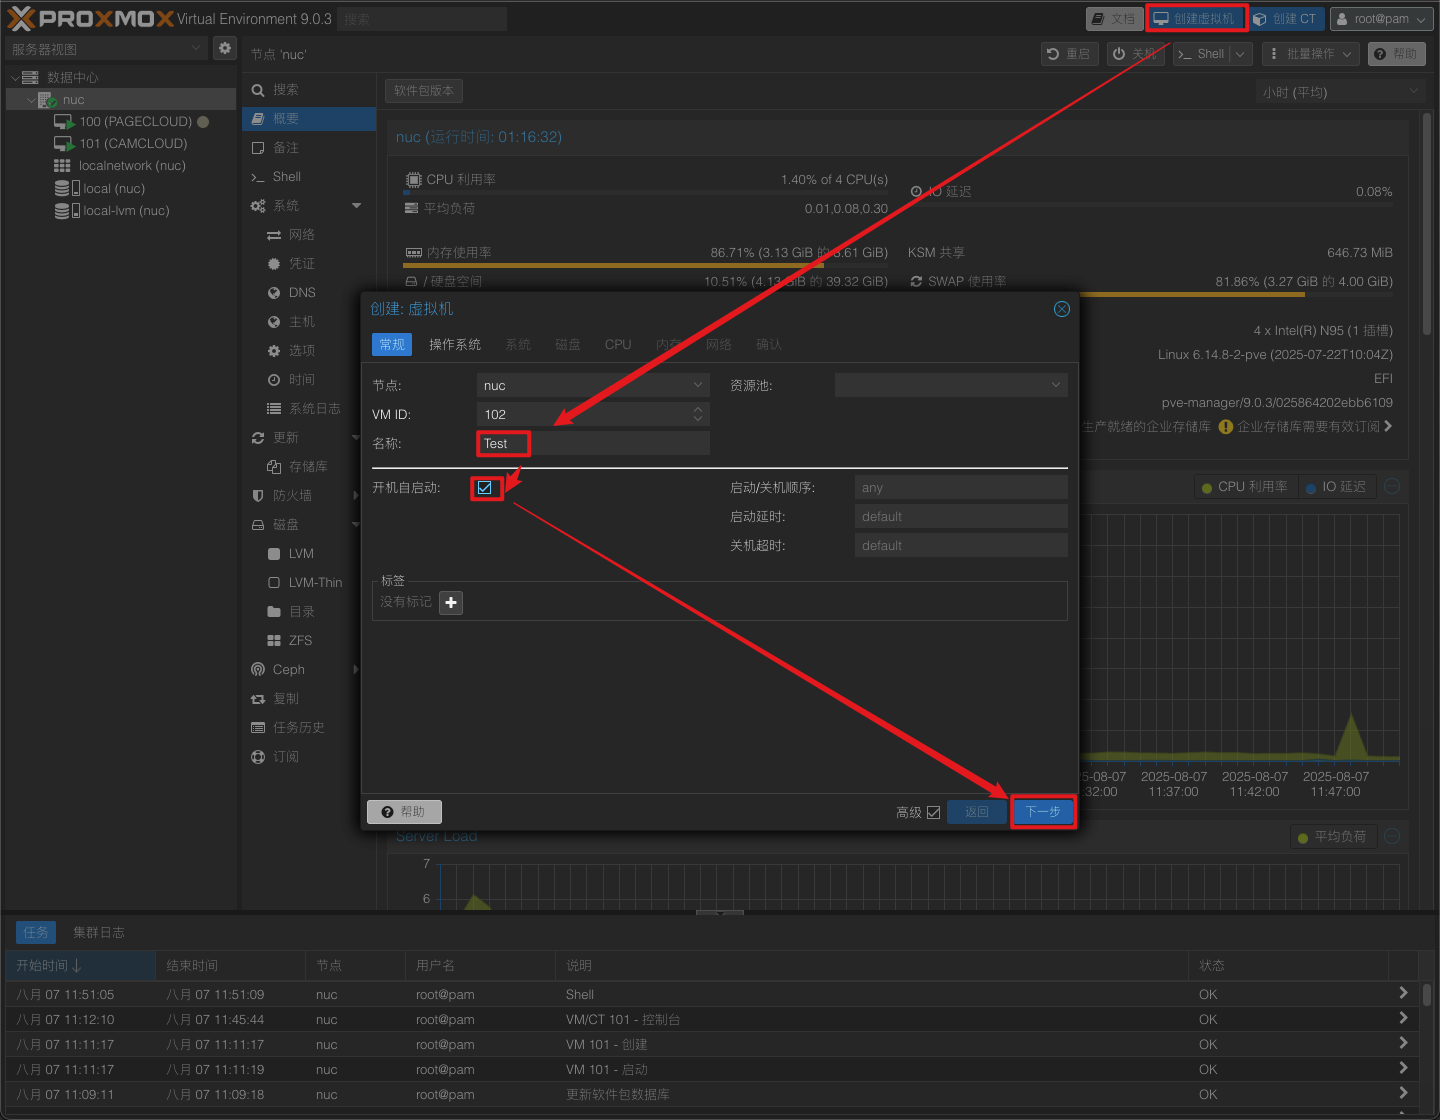 PROXMOX Virtual Environment 9.0.3 搜索 文档 创建虚拟机 创建 CT root@pam
服务器视图
节点 'nuc' 重启 关机 Shell 批量操作 帮助
数据中心
nuc
100 (PAGECLOUD)
101 (CAMCLOUD)
localnetwork (nuc)
local (nuc)
local-lvm (nuc)
搜索
概要
备注
Shell
系统
网络
凭证
DNS
主机
选项
时间
系统日志
更新
存储库
防火墙
磁盘
LVM
LVM-Thin
目录
ZFS
Ceph
复制
任务历史
订阅
软件包版本 小时 (平均)
nuc (运行时间: 01:16:32)
CPU 利用率 1.40% of 4 CPU(s) IO 延迟 0.08%
平均负荷 0.01,0.08,0.30
内存使用率 86.71% (3.13 GiB 的 3.61 GiB) KSM 共享 646.73 MiB
/ 硬盘空间 10.51% (4.13 GiB 的 39.32 GiB) SWAP 使用率 81.86% (3.27 GiB 的 4.00 GiB)
4 x Intel(R) N95 (1 插槽)
Linux 6.14.8-2-pve (2025-07-22T10:04Z)
EFI
pve-manager/9.0.3/025864202ebb6109
生产就绪的企业存储库 企业存储库需要有效订阅
CPU 利用率 IO 延迟
创建: 虚拟机
常规 操作系统 系统 磁盘 CPU 内存 网络 确认
节点: nuc 资源池:
VM ID: 102
名称: Test
开机自启动: 启动/关机顺序: any
启动延时: default
关机超时: default
标签
没有标记
帮助 高级 返回 下一步
25-08-07 2025-08-07 2025-08-07 2025-08-07
:32:00 11:37:00 11:42:00 11:47:00
Server Load 平均负荷
7
6
任务 集群日志
开始时间 结束时间 节点 用户名 说明 状态
八月 07 11:51:05 八月 07 11:51:09 nuc root@pam Shell OK
八月 07 11:12:10 八月 07 11:45:44 nuc root@pam VM/CT 101 - 控制台 OK
八月 07 11:11:17 八月 07 11:11:17 nuc root@pam VM 101 - 创建 OK
八月 07 11:11:17 八月 07 11:11:19 nuc root@pam VM 101 - 启动 OK
八月 07 11:09:11 八月 07 11:09:18 nuc root@pam 更新软件包数据库 OK